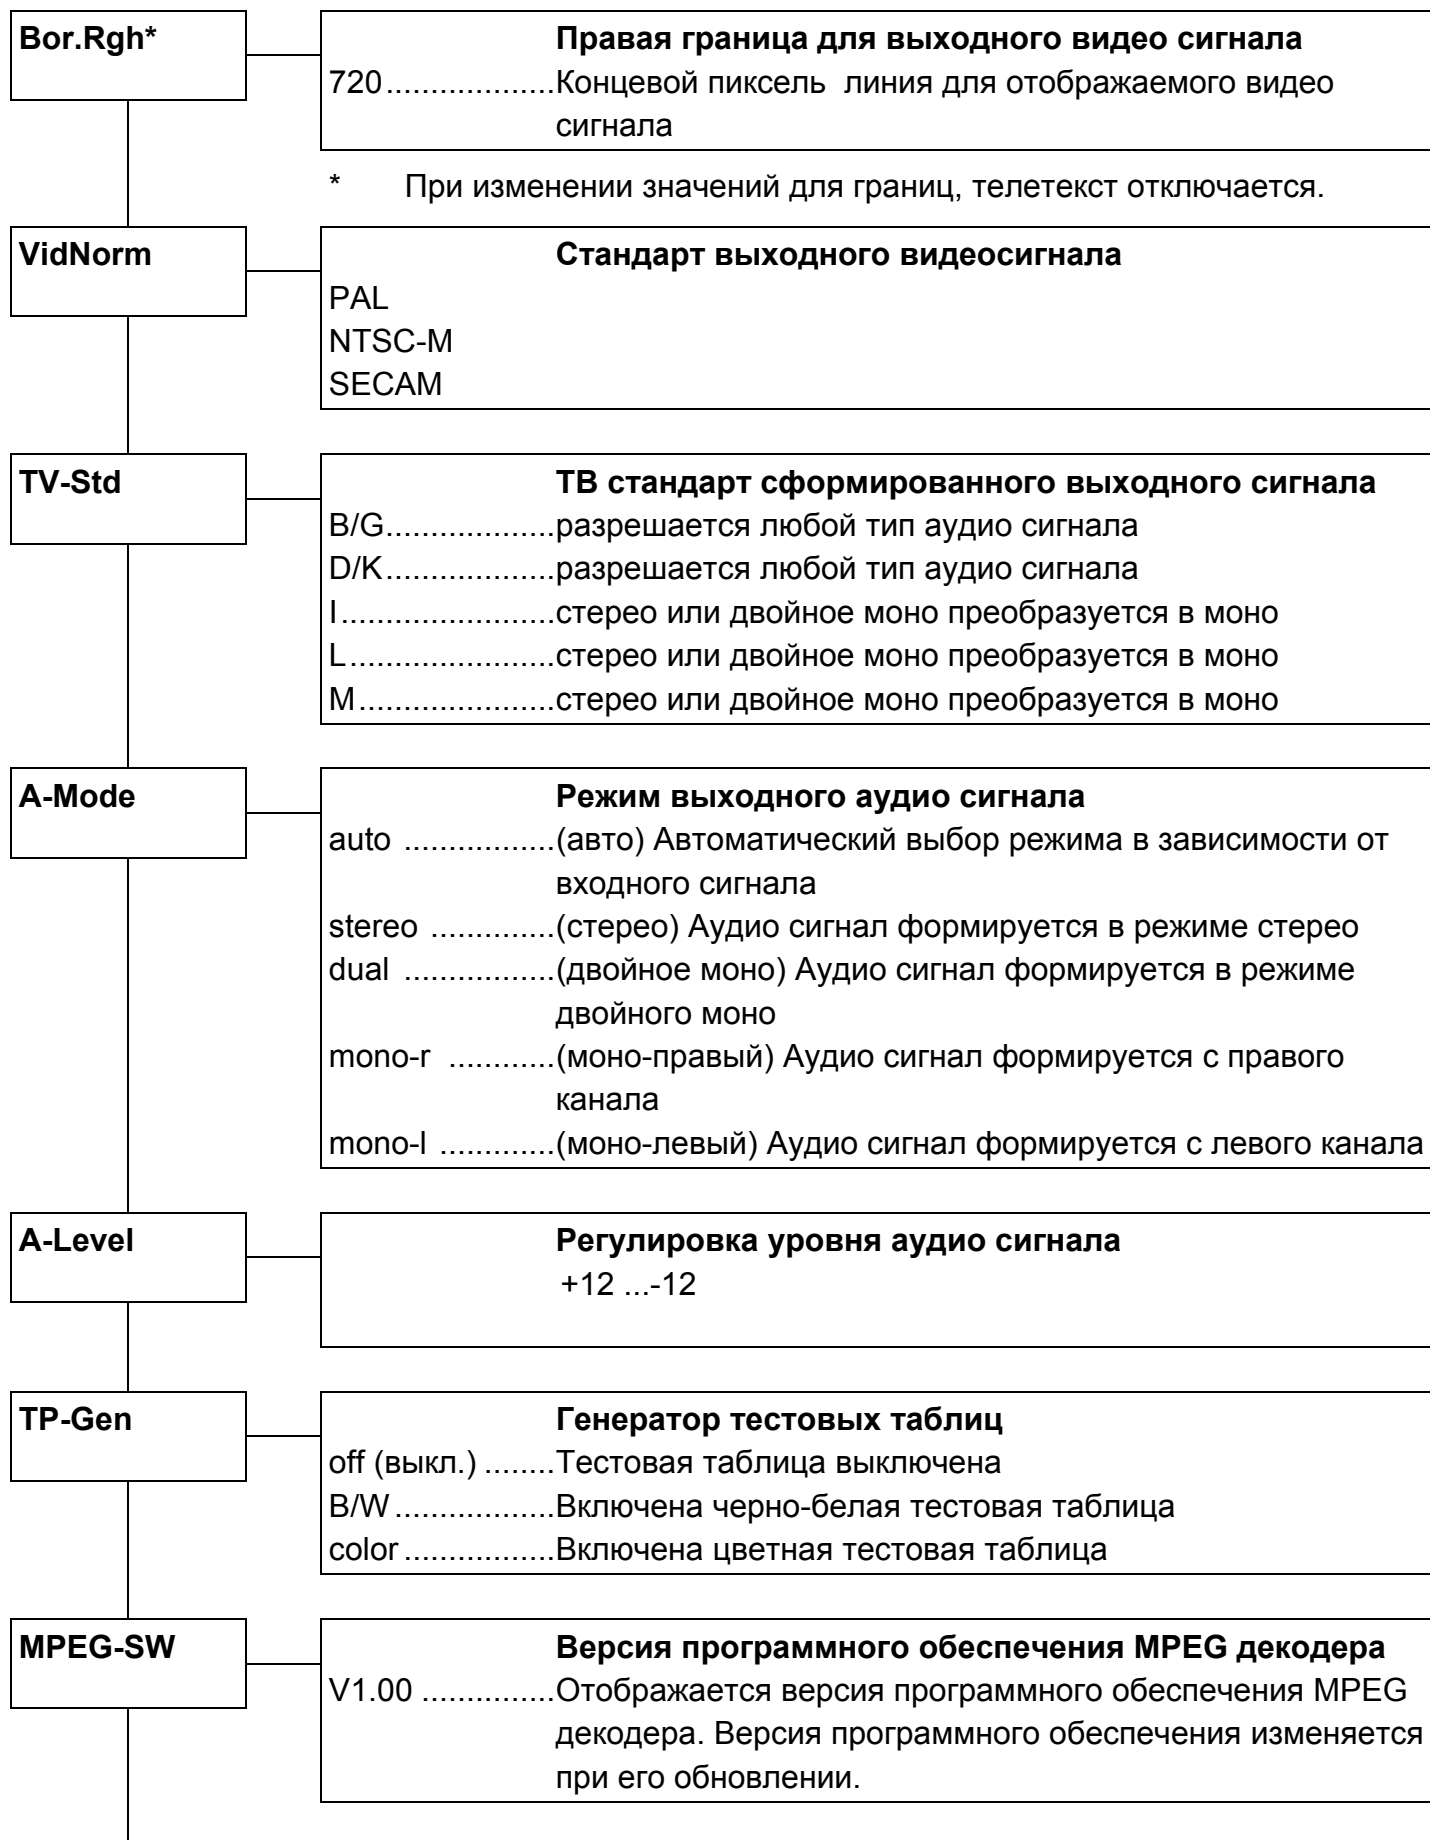 Bor.Rgh*
Правая граница для выходного видео сигнала
720...................Концевой пиксель  линия для отображаемого видео
сигнала
* При изменении значений для границ, телетекст отключается.
VidNorm
Стандарт выходного видеосигнала
PAL
NTSC-M
SECAM
TV-Std
ТВ стандарт сформированного выходного сигнала
B/G...................разрешается любой тип аудио сигнала
D/K...................разрешается любой тип аудио сигнала
I........................стерео или двойное моно преобразуется в моно
L.......................стерео или двойное моно преобразуется в моно
M......................стерео или двойное моно преобразуется в моно
A-Mode
Режим выходного аудио сигнала
auto .................(авто) Автоматический выбор режима в зависимости от
входного сигнала
stereo ..............(стерео) Аудио сигнал формируется в режиме стерео
dual .................(двойное моно) Аудио сигнал формируется в режиме
двойного моно
mono-r ............(моно-правый) Аудио сигнал формируется с правого
канала
mono-l .............(моно-левый) Аудио сигнал формируется с левого канала
A-Level
Регулировка уровня аудио сигнала
+12 ...-12
TP-Gen
Генератор тестовых таблиц
off (выкл.) ........Тестовая таблица выключена
B/W..................Включена черно-белая тестовая таблица
color.................Включена цветная тестовая таблица
MPEG-SW
Версия программного обеспечения MPEG декодера
V1.00 ...............Отображается версия программного обеспечения MPEG
декодера. Версия программного обеспечения изменяется
при его обновлении.